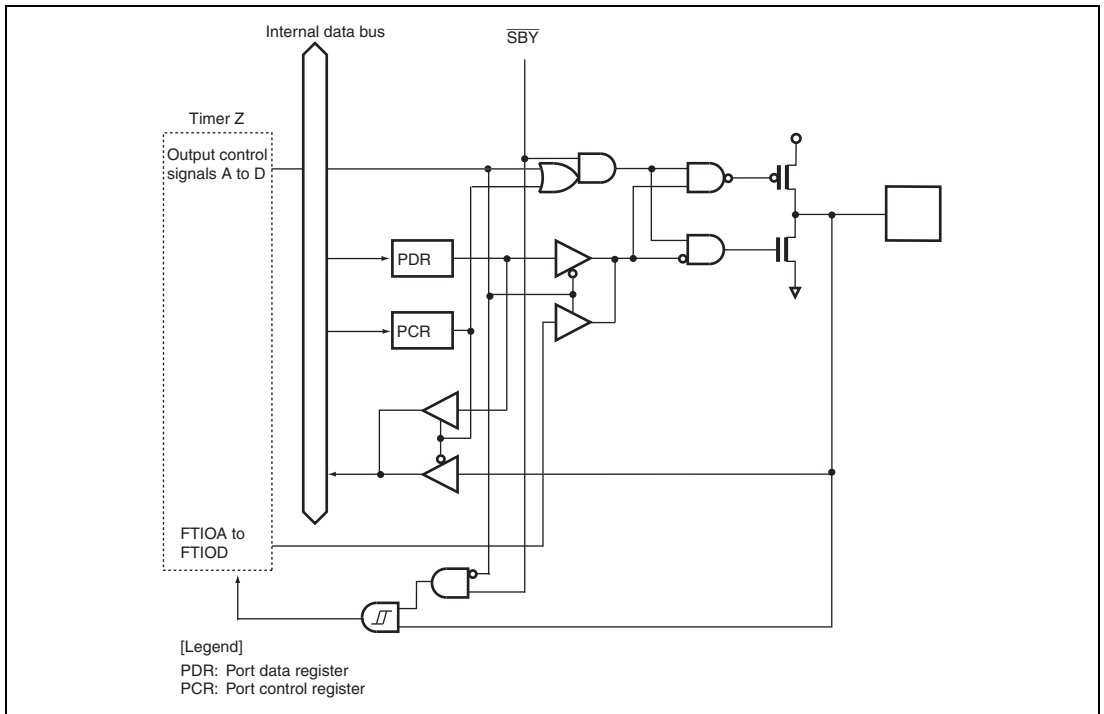 Internal data bus
SBY
Timer Z
Output control
signals A to D
PDR
PCR
FTIOA to
FTIOD
[Legend]
PDR: Port data register
PCR: Port control register